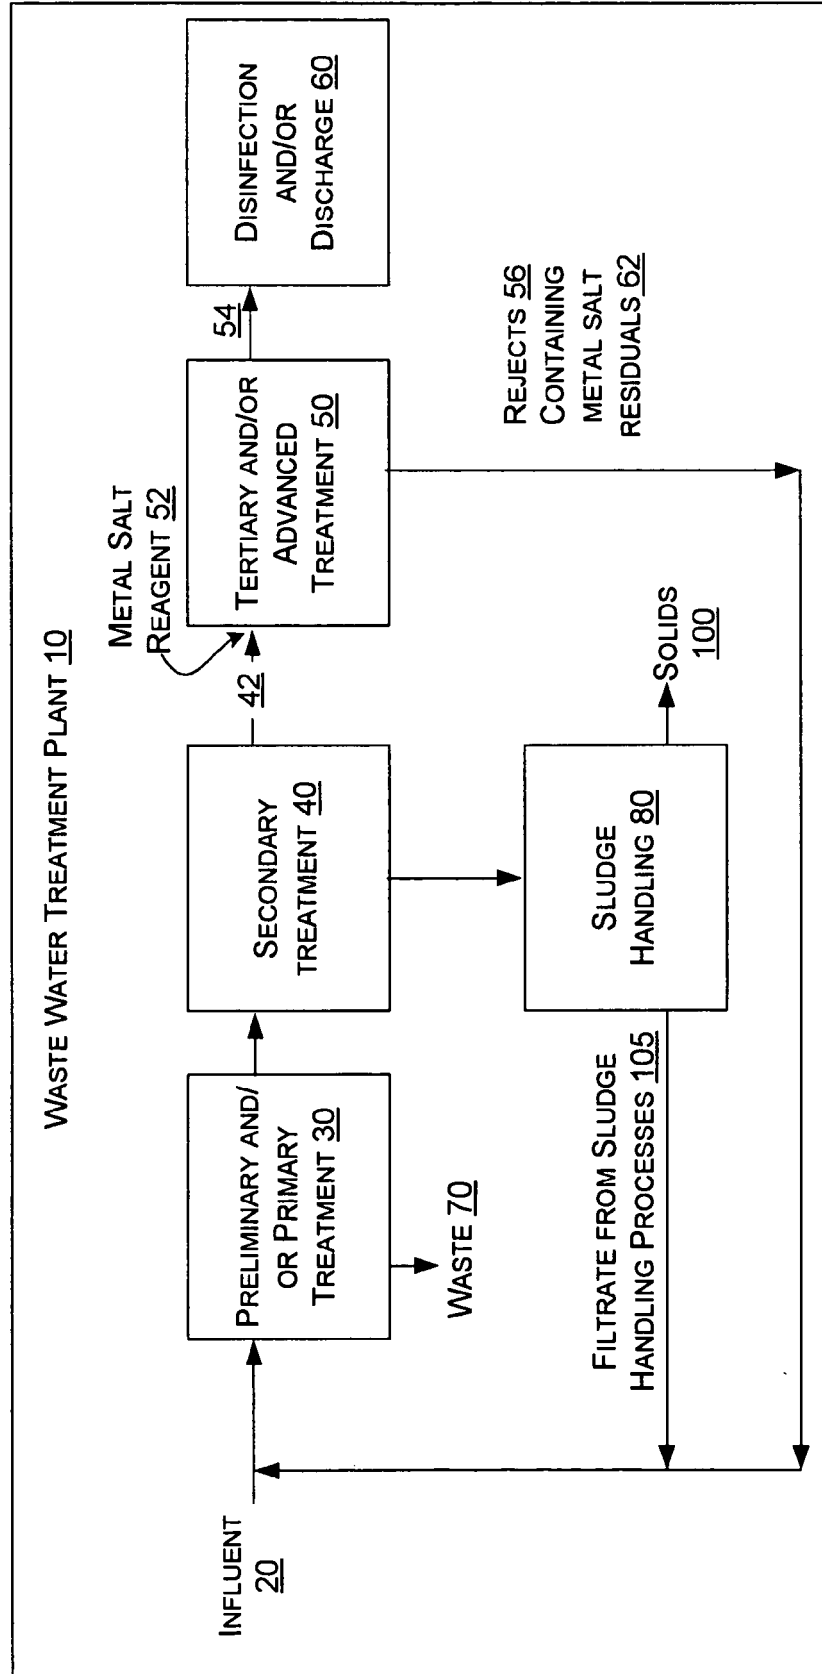 WASTE WATER TREATMENT PLANT 10
INFLUENT
20
PRELIMINARY AND/
OR PRIMARY
TREATMENT 30
WASTE 70
SECONDARY
TREATMENT 40
42
METAL SALT
REAGENT 52
TERTIARY AND/OR
ADVANCED
TREATMENT 50
54
DISINFECTION
AND/OR
DISCHARGE 60
REJECTS 56
CONTAINING
METAL SALT
RESIDUALS 62
SLUDGE
HANDLING 80
SOLIDS
100
FILTRATE FROM SLUDGE
HANDLING PROCESSES 105